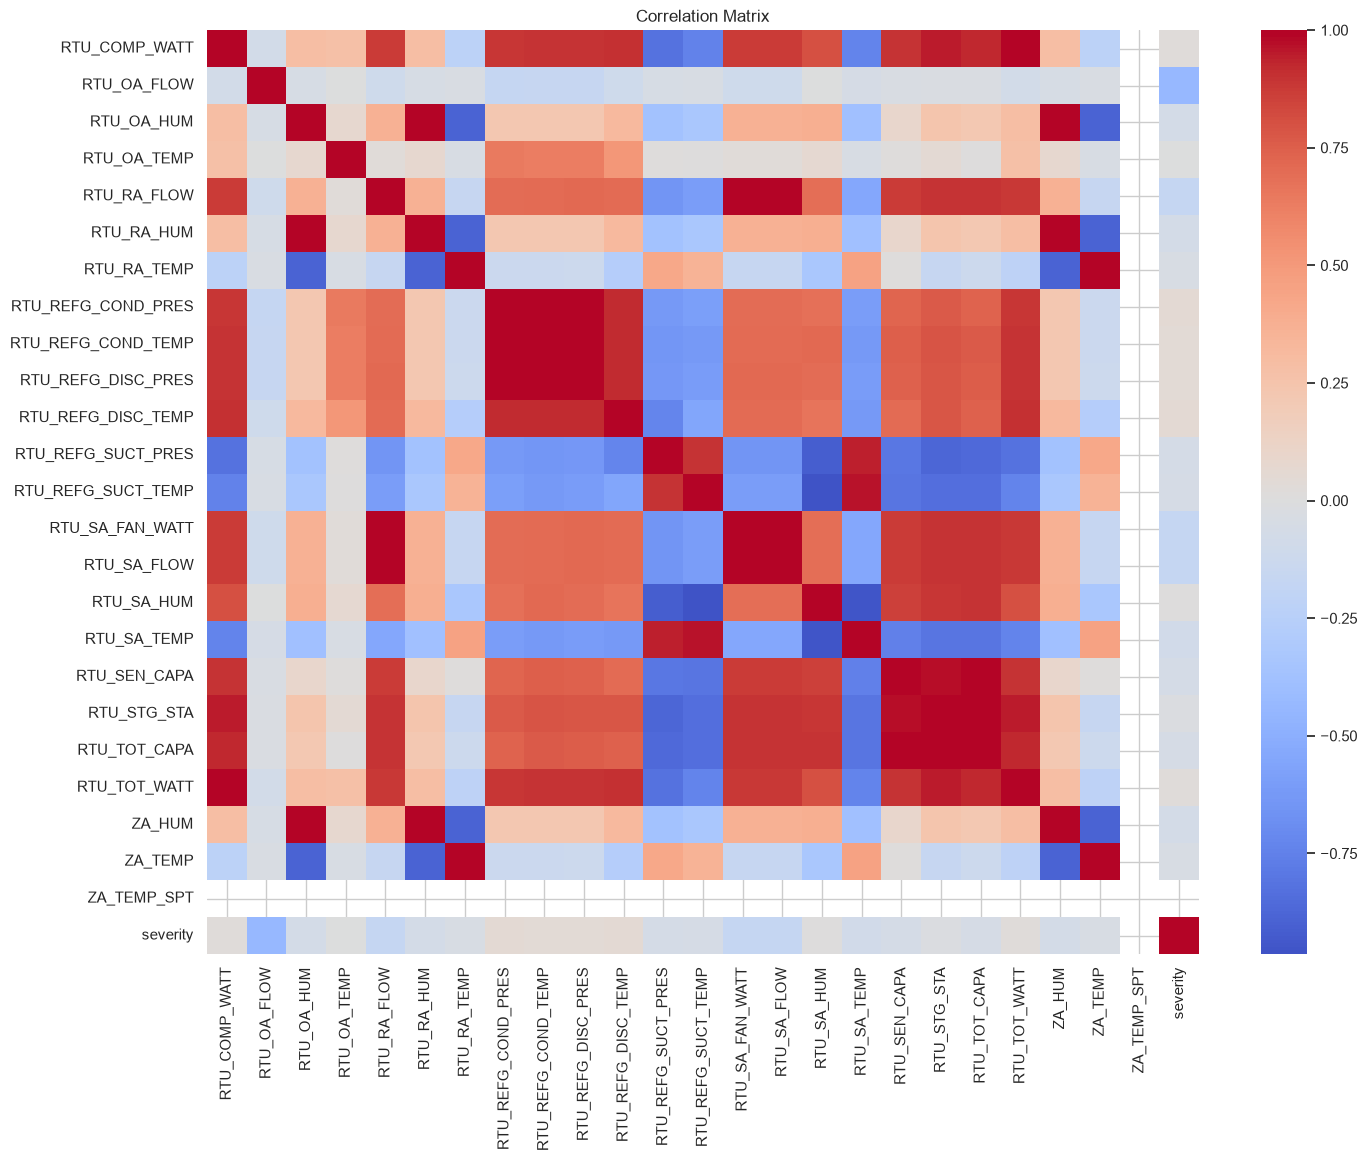 Correlation Matrix
RTU_COMP_WATT
RTU_OA_FLOW
RTU_OA_HUM
RTU_OA_TEMP
RTU_RA_FLOW
RTU_RA_HUM
RTU_RA_TEMP
RTU_REFG_COND_PRES
RTU_REFG_COND_TEMP
RTU_REFG_DISC_PRES
RTU_REFG_DISC_TEMP
RTU_REFG_SUCT_PRES
RTU_REFG_SUCT_TEMP
RTU_SA_FAN_WATT
RTU_SA_FLOW
RTU_SA_HUM
RTU_SA_TEMP
RTU_SEN_CAPA
RTU_STG_STA
RTU_TOT_CAPA
RTU_TOT_WATT
ZA_HUM
ZA_TEMP
ZA_TEMP_SPT
severity
RTU_COMP_WATT
RTU_OA_FLOW
RTU_OA_HUM
RTU_OA_TEMP
RTU_RA_FLOW
RTU_RA_HUM
RTU_RA_TEMP
RTU_REFG_COND_PRES
RTU_REFG_COND_TEMP
RTU_REFG_DISC_PRES
RTU_REFG_DISC_TEMP
RTU_REFG_SUCT_PRES
RTU_REFG_SUCT_TEMP
RTU_SA_FAN_WATT
RTU_SA_FLOW
RTU_SA_HUM
RTU_SA_TEMP
RTU_SEN_CAPA
RTU_STG_STA
RTU_TOT_CAPA
RTU_TOT_WATT
ZA_HUM
ZA_TEMP
ZA_TEMP_SPT
severity
1.00
0.75
0.50
0.25
0.00
−0.25
−0.50
−0.75